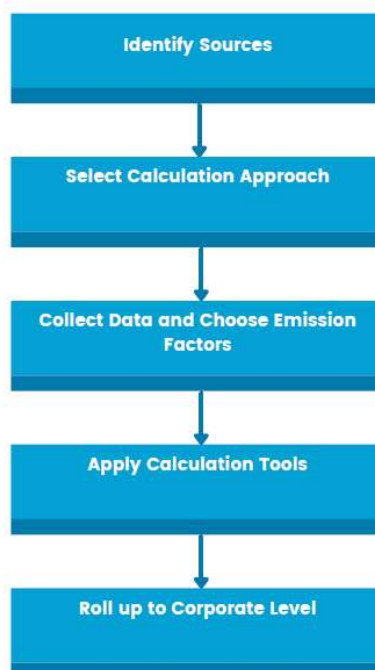 Identify Sources
Select Calculation Approach
Collect Data and Choose Emission
Factors
Apply Calculation Tools
Roll up to Corporate Level